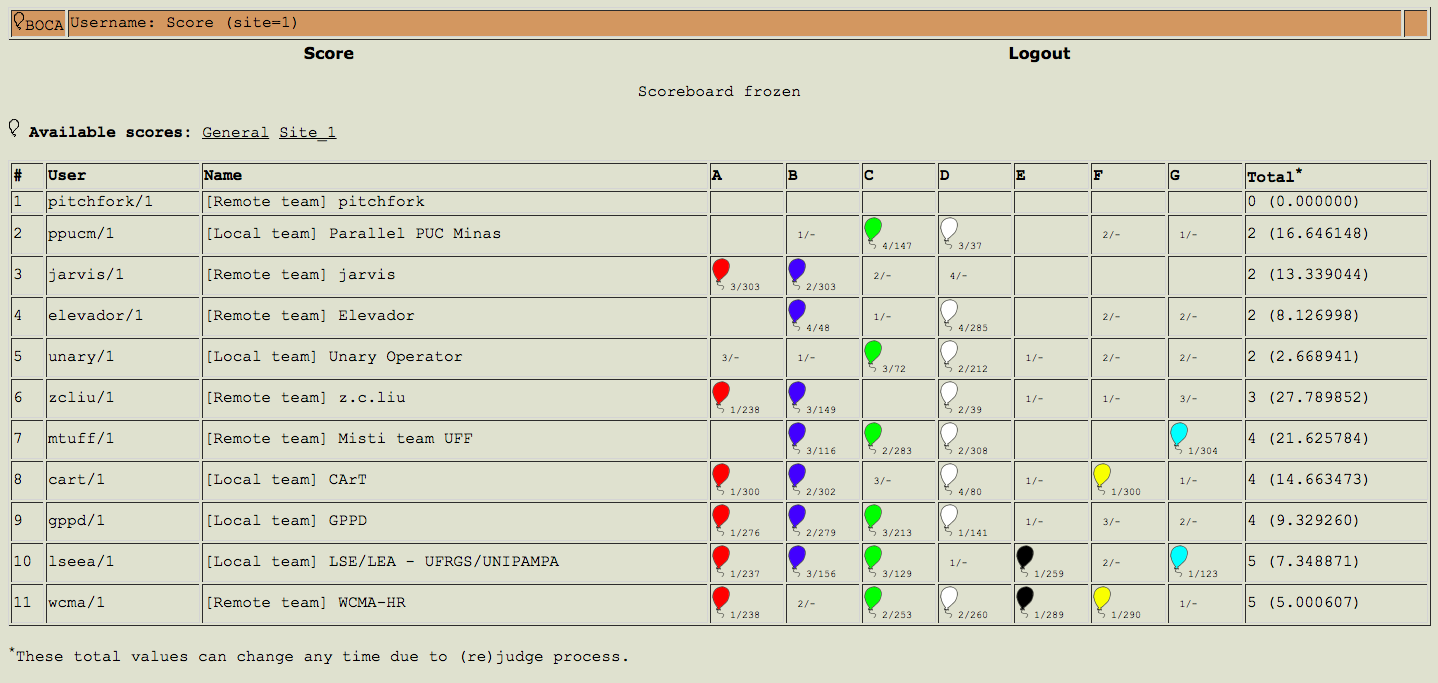 BOCA Username: Score (site=1)
Score Logout
Scoreboard frozen
Available scores: General Site_1
# User Name A B C D E F G Total*
1 pitchfork/1 [Remote team] pitchfork 0 (0.000000)
2 ppucm/1 [Local team] Parallel PUC Minas 1/- 4/147 3/37 2/- 1/- 2 (16.646148)
3 jarvis/1 [Remote team] jarvis 3/303 2/303 2/- 4/- 2 (13.339044)
4 elevador/1 [Remote team] Elevador 4/48 1/- 4/285 2/- 2/- 2 (8.126998)
5 unary/1 [Local team] Unary Operator 3/- 1/- 3/72 2/212 1/- 2/- 2/- 2 (2.668941)
6 zcliu/1 [Remote team] z.c.liu 1/238 3/149 2/39 1/- 1/- 3/- 3 (27.789852)
7 mtuff/1 [Remote team] Misti team UFF 3/116 2/283 2/308 1/304 4 (21.625784)
8 cart/1 [Local team] CArT 1/300 2/302 3/- 4/80 1/- 1/300 1/- 4 (14.663473)
9 gppd/1 [Local team] GPPD 1/276 2/279 3/213 1/141 1/- 3/- 2/- 4 (9.329260)
10 lseea/1 [Local team] LSE/LEA - UFRGS/UNIPAMPA 1/237 3/156 3/129 1/- 1/259 2/- 1/123 5 (7.348871)
11 wcma/1 [Remote team] WCMA-HR 1/238 2/- 2/253 2/260 1/289 1/290 1/- 5 (5.000607)
*These total values can change any time due to (re)judge process.